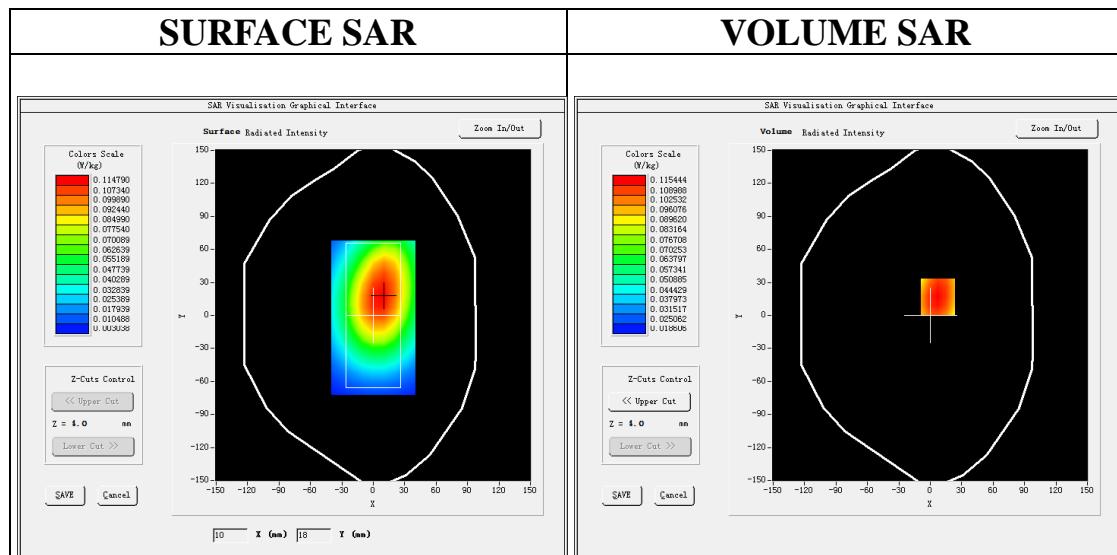 SURFACE SAR
VOLUME SAR
SAR Visualisation Graphical Interface
Surface Radiated Intensity
Zoom In/Out
Colors Scale
(W/kg)
0.114790
0.107340
0.099890
0.092440
0.084990
0.077540
0.070089
0.062639
0.055189
0.047739
0.040289
0.032839
0.025389
0.017939
0.010488
0.003038
150
120
90
60
30
0
-30
-60
-90
-120
-150
Y
-150 -120 -90 -60 -30 0 30 60 90 120 150
X
Z-Cuts Control
<< Upper Cut
Z = 4.0 mm
Lower Cut >>
SAVE Cancel
10 X (mm) 18 Y (mm)
SAR Visualisation Graphical Interface
Volume Radiated Intensity
Zoom In/Out
Colors Scale
(W/kg)
0.115444
0.108988
0.102532
0.096076
0.089620
0.083164
0.076708
0.070253
0.063797
0.057341
0.050885
0.044429
0.037973
0.031517
0.025062
0.018606
150
120
90
60
30
0
-30
-60
-90
-120
-150
Y
-150 -120 -90 -60 -30 0 30 60 90 120 150
X
Z-Cuts Control
<< Upper Cut
Z = 4.0 mm
Lower Cut >>
SAVE Cancel